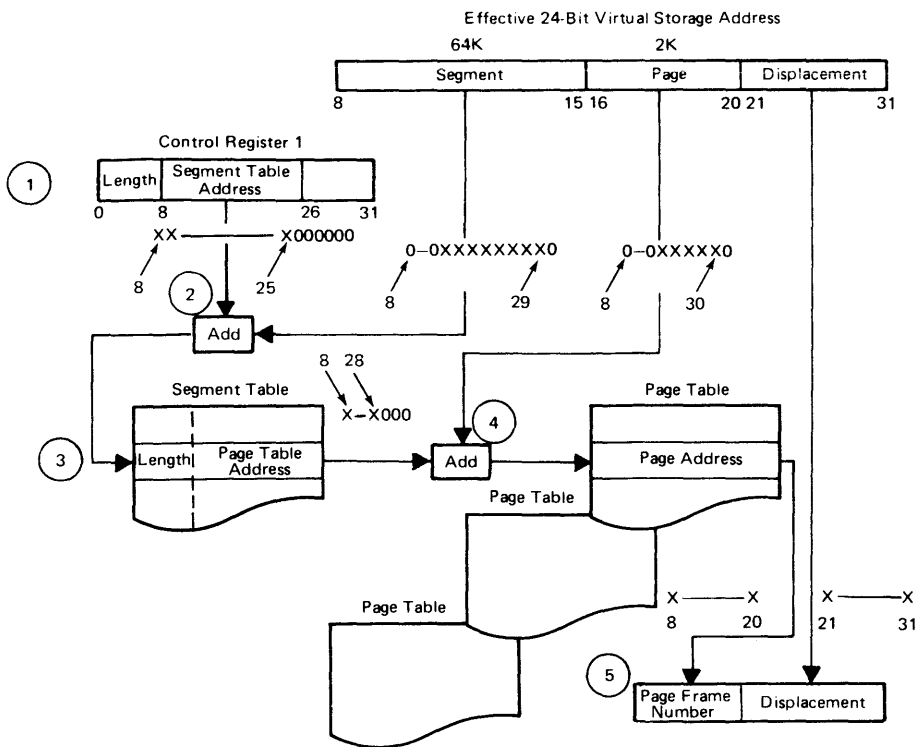 Effective 24-Bit Virtual Storage Address
64K 2K
Segment Page Displacement
8 15 16 20 21 31
Control Register 1
1
Length Segment Table Address
0 8 26 31
XX X000000
8 25
0–0XXXXXXXX0
8 29
0–0XXXXX0
8 30
2
Add
8 28
X–X000
Segment Table
3
Length Page Table Address
4
Add
Page Table
Page Address
Page Table
Page Table
X X
8 20
X X
21 31
5
Page Frame Number Displacement